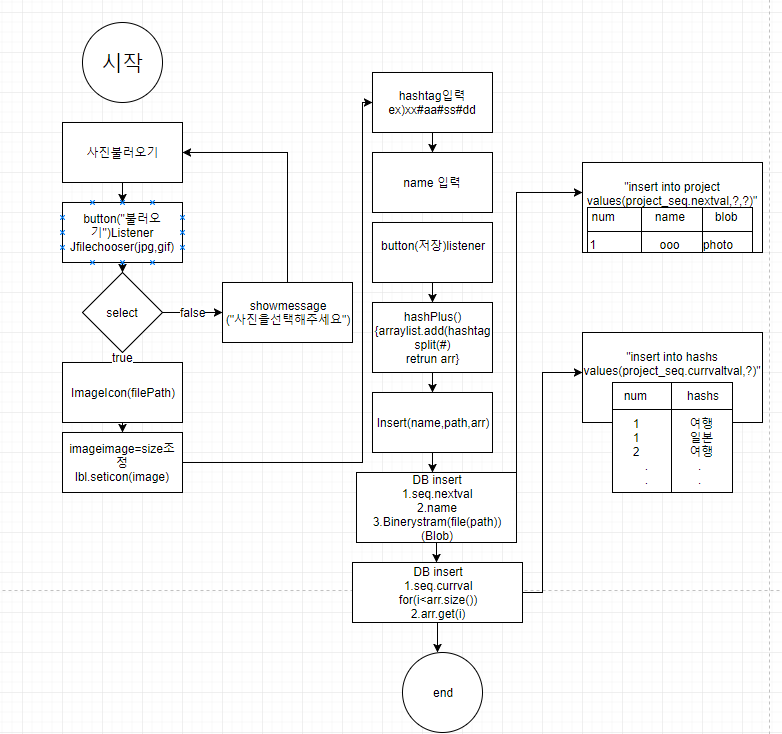 시작
사진불러오기
button("불러오
기")Listener
Jfilechooser(jpg,gif)
select
false
showmessage
("사진을선택해주세요")
true
ImageIcon(filePath)
imageimage=size조
정
lbl.seticon(image)
hashtag입력
ex)xx#aa#ss#dd
name 입력
button(저장)listener
hashPlus()
{arraylist.add(hashtag
split(#)
retrun arr}
Insert(name,path,arr)
DB insert
1.seq.nextval
2.name
3.Binerystram(file(path))
(Blob)
DB insert
1.seq.currval
for(i<arr.size())
2.arr.get(i)
end
"insert into project
values(project_seq.nextval,?,?)"
num name blob
1 ooo photo
"insert into hashs
values(project_seq.currvaltval,?)"
num hashs
1 여행
1 일본
2 여행
. .
. .